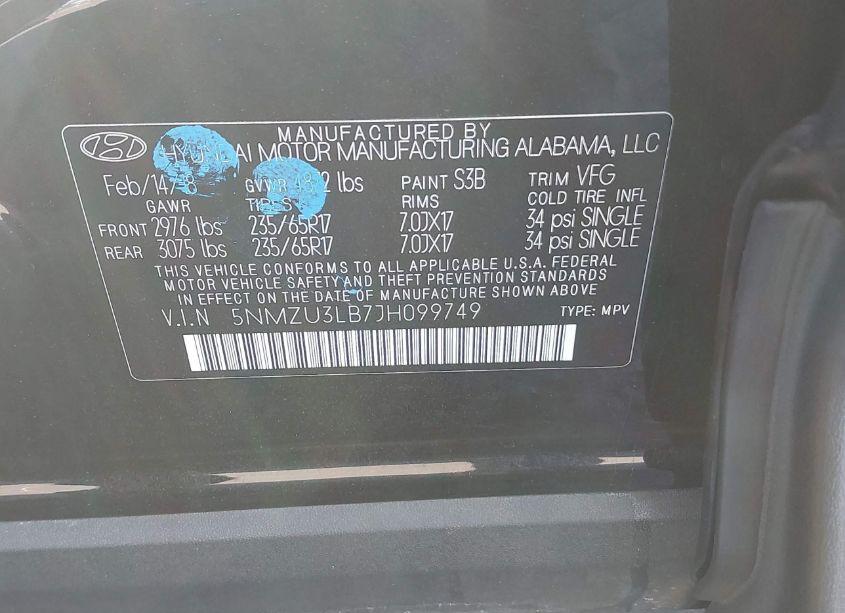 MANUFACTURED BY
HYUNDAI MOTOR MANUFACTURING ALABAMA, LLC
GVWR lbs PAINT S3B TRIM VFG
GAWR TIRES RIMS COLD TIRE INFL
FRONT 2976 lbs 235/65R17 7.0JX17 34 psi SINGLE
REAR 3075 lbs 235/65R17 7.0JX17 34 psi SINGLE
THIS VEHICLE CONFORMS TO ALL APPLICABLE U.S.A. FEDERAL
MOTOR VEHICLE SAFETY AND THEFT PREVENTION STANDARDS
IN EFFECT ON THE DATE OF MANUFACTURE SHOWN ABOVE
V.I.N 5NMZU3LB7JH099749 TYPE: MPV